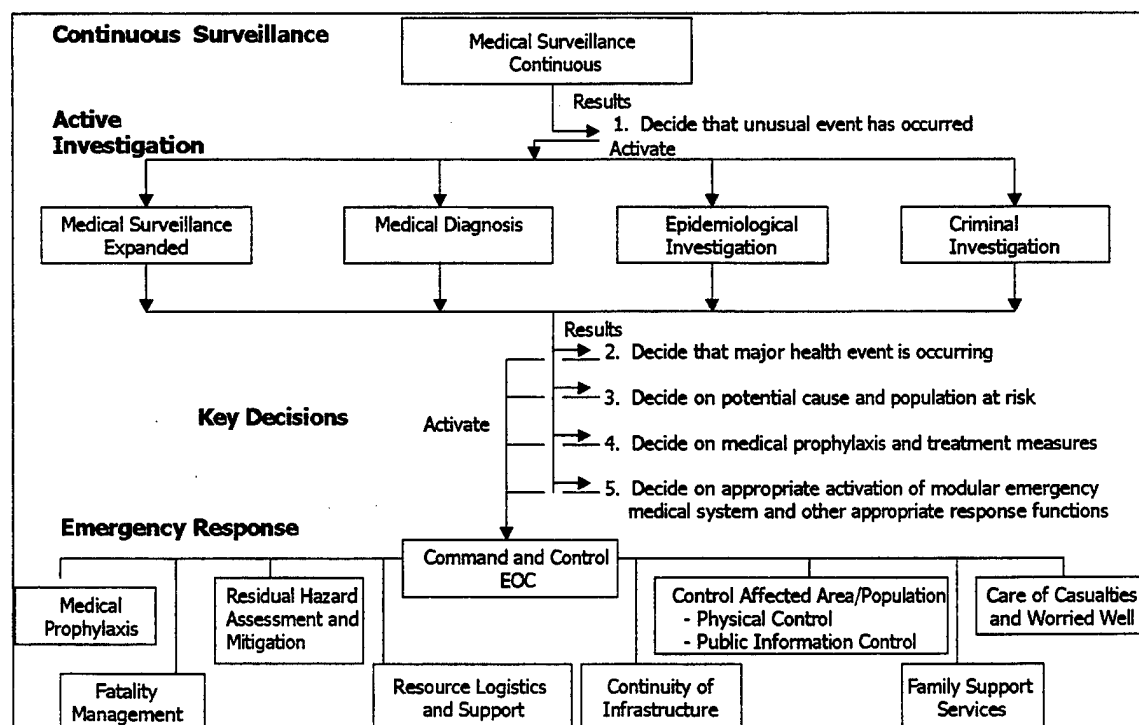 Continuous Surveillance
Medical Surveillance
Continuous
Results
1. Decide that unusual event has occurred
Active
Investigation
Activate
Medical Surveillance
Expanded
Medical Diagnosis
Epidemiological
Investigation
Criminal
Investigation
Results
2. Decide that major health event is occurring
3. Decide on potential cause and population at risk
Key Decisions
Activate
4. Decide on medical prophylaxis and treatment measures
5. Decide on appropriate activation of modular emergency
medical system and other appropriate response functions
Emergency Response
Command and Control
EOC
Medical
Prophylaxis
Residual Hazard
Assessment and
Mitigation
Control Affected Area/Population
- Physical Control
- Public Information Control
Care of Casualties
and Worried Well
Fatality
Management
Resource Logistics
and Support
Continuity of
Infrastructure
Family Support
Services